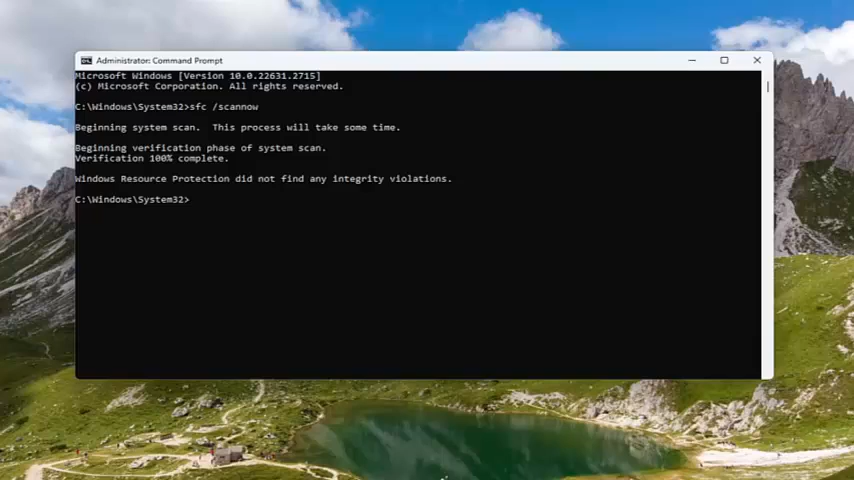 Administrator: Command Prompt
Microsoft Windows [Version 10.0.22631.2715]
(c) Microsoft Corporation. All rights reserved.
C:\Windows\System32>sfc /scannow
Beginning system scan.  This process will take some time.
Beginning verification phase of system scan.
Verification 100% complete.
Windows Resource Protection did not find any integrity violations.
C:\Windows\System32>